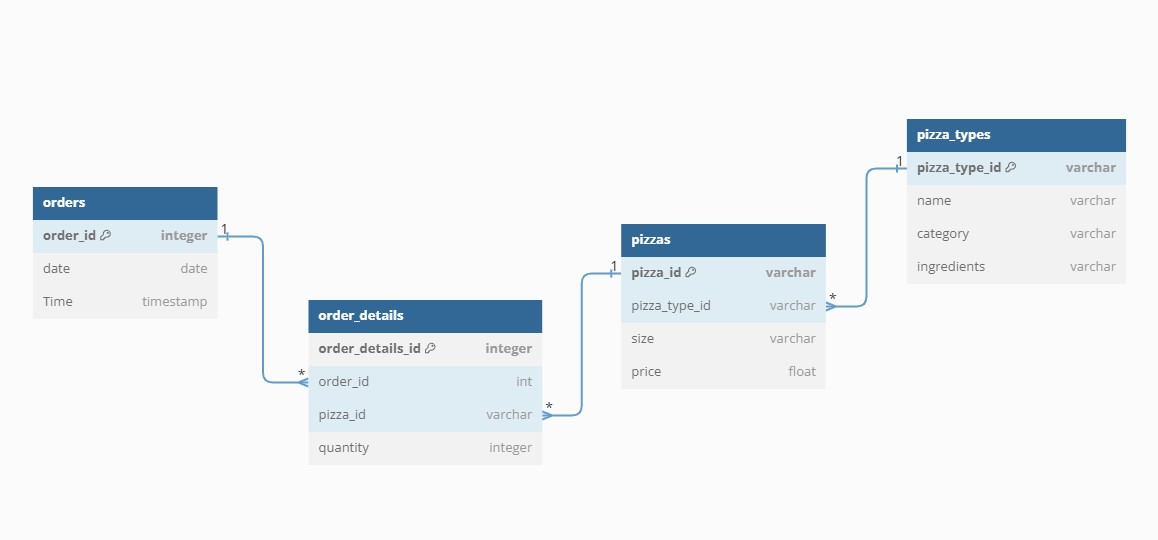 orders
order_id integer
date date
Time timestamp
1
*
order_details
order_details_id integer
order_id int
pizza_id varchar
quantity integer
*
1
pizzas
pizza_id varchar
pizza_type_id varchar
size varchar
price float
*
1
pizza_types
pizza_type_id varchar
name varchar
category varchar
ingredients varchar